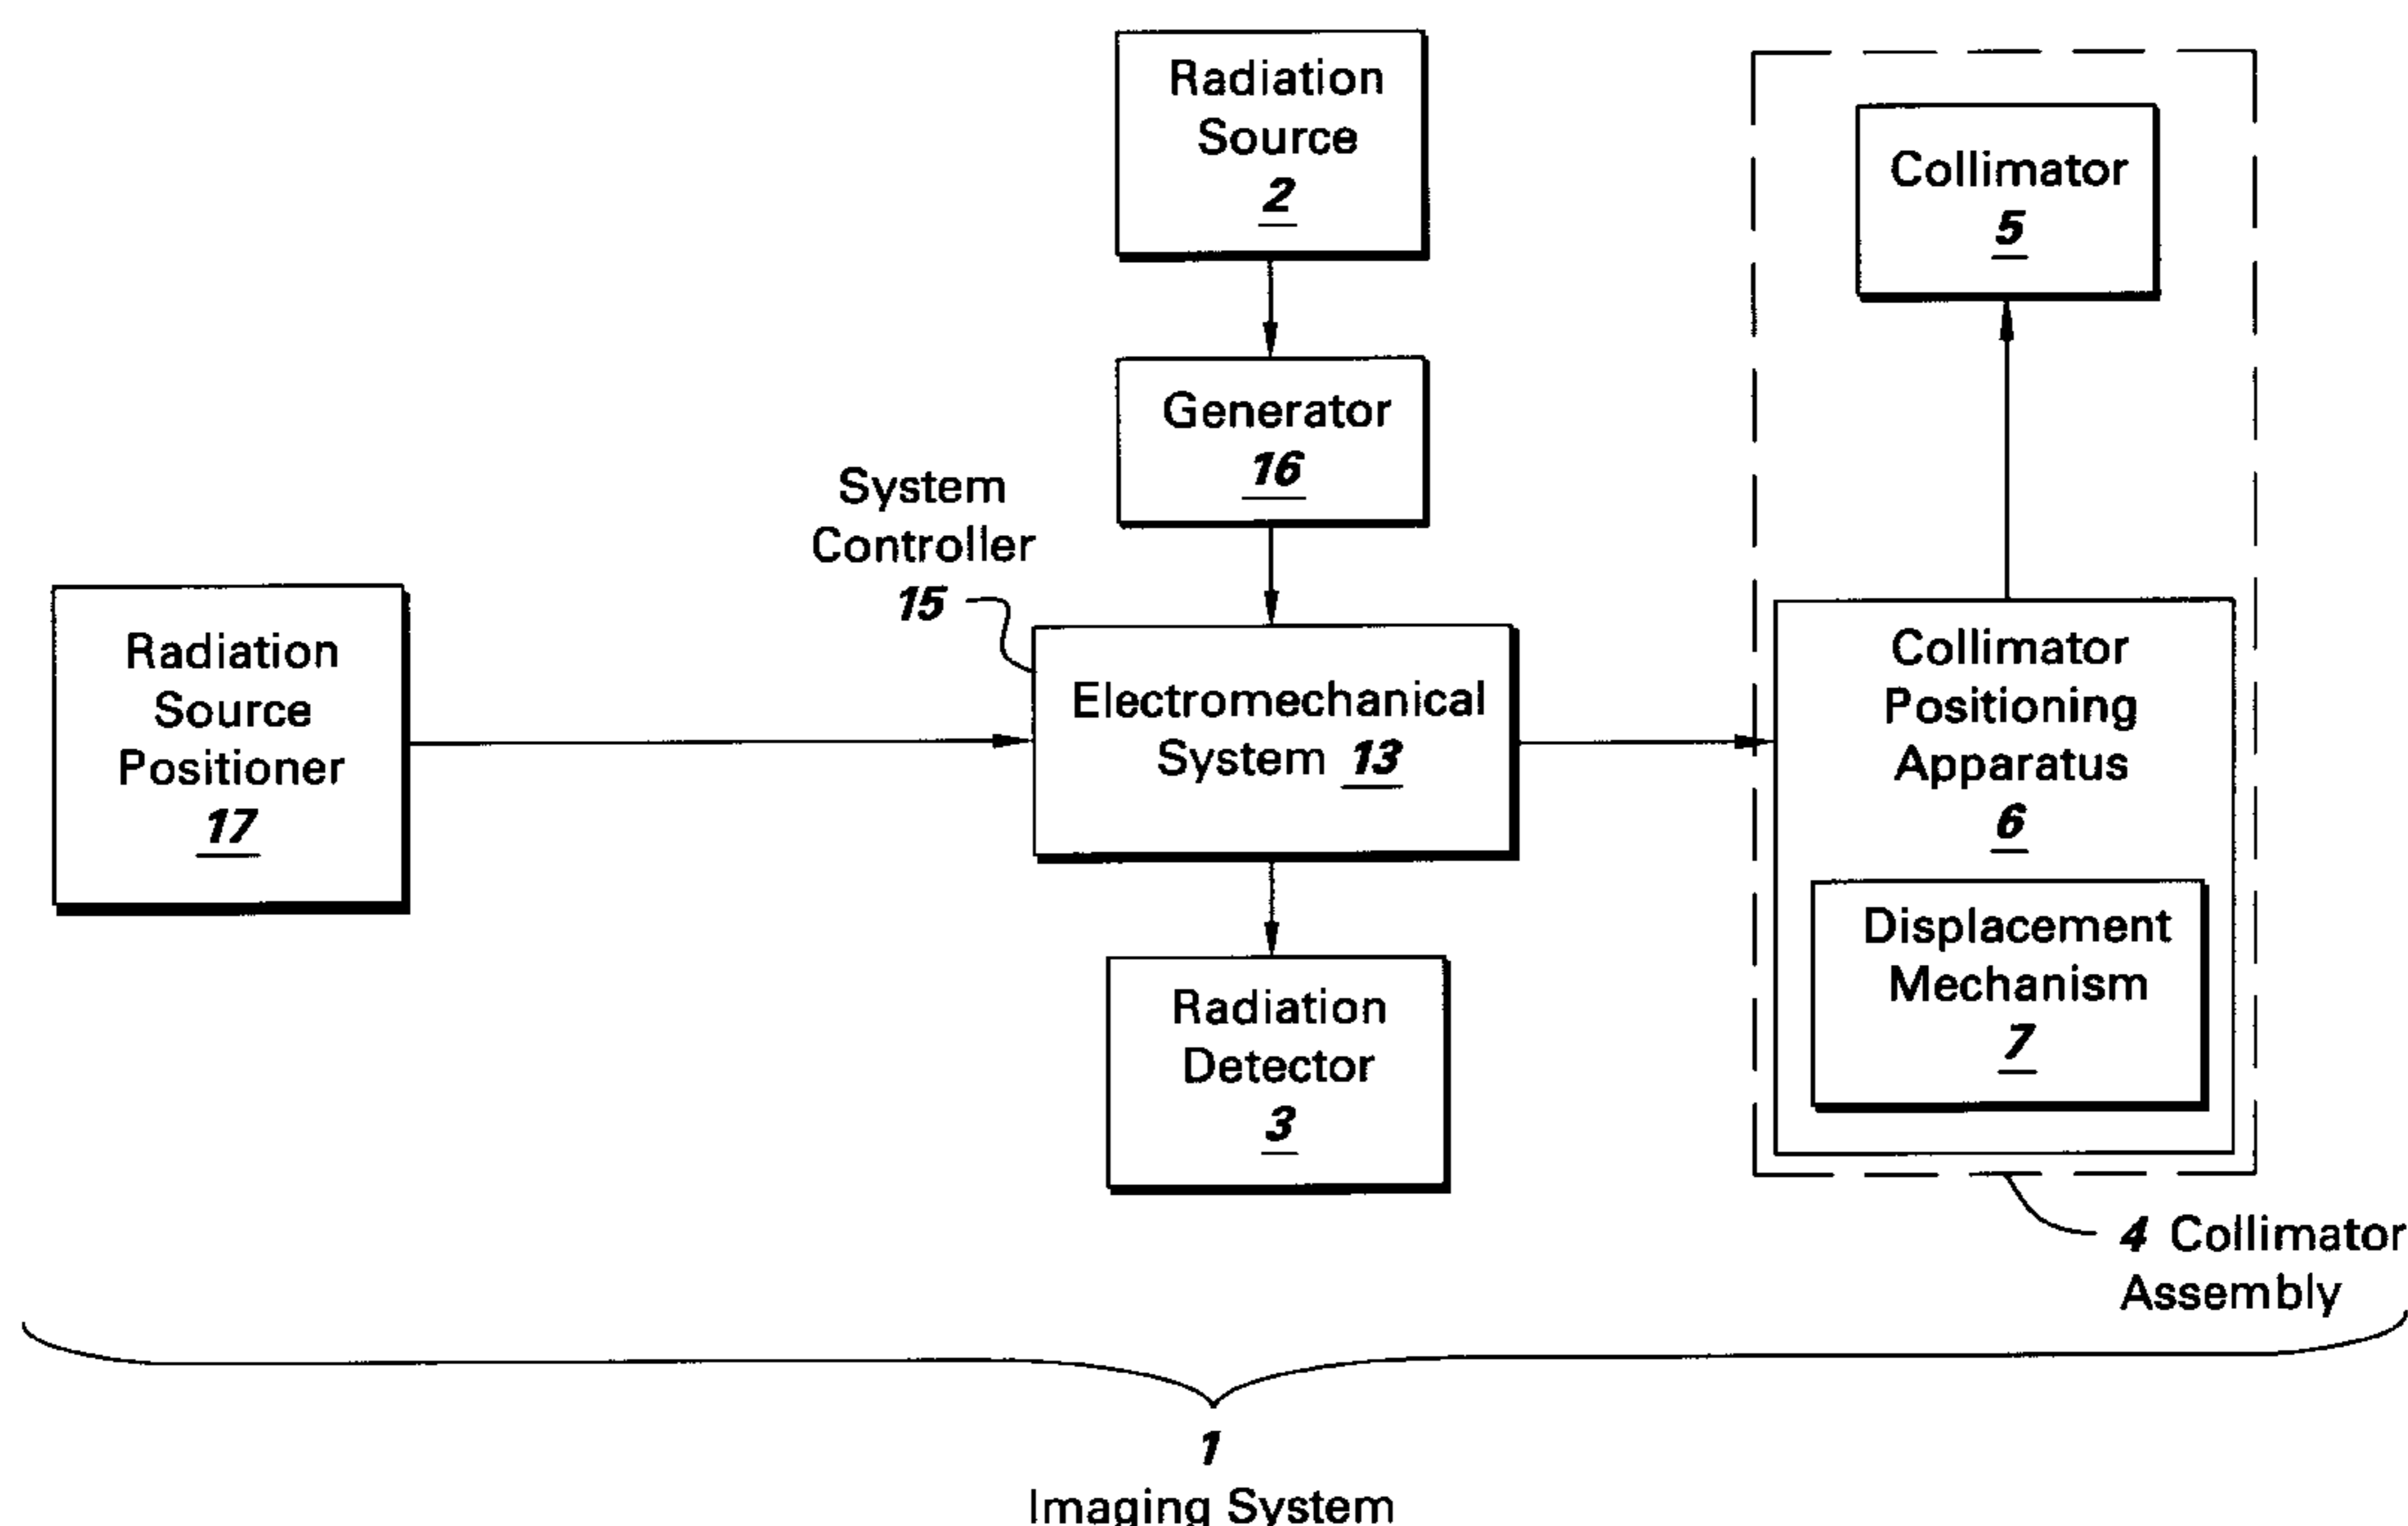 Radiation
Source
2
Collimator
5
Generator
16
System
Controller
15
Radiation
Source
Positioner
17
Electromechanical
System 13
Collimator
Positioning
Apparatus
6
Displacement
Mechanism
7
Radiation
Detector
3
4 Collimator
Assembly
1
Imaging System